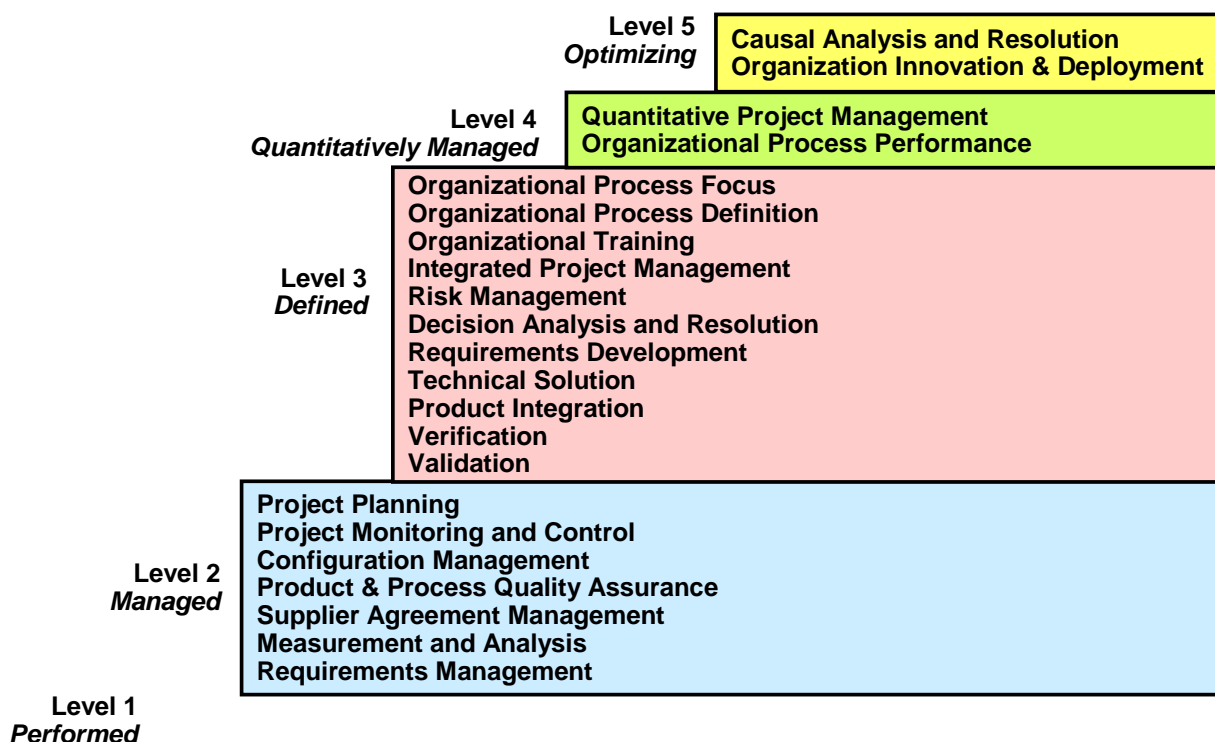 Level 5
Optimizing
Causal Analysis and Resolution
Organization Innovation & Deployment
Level 4
Quantitatively Managed
Quantitative Project Management
Organizational Process Performance
Level 3
Defined
Organizational Process Focus
Organizational Process Definition
Organizational Training
Integrated Project Management
Risk Management
Decision Analysis and Resolution
Requirements Development
Technical Solution
Product Integration
Verification
Validation
Level 2
Managed
Project Planning
Project Monitoring and Control
Configuration Management
Product & Process Quality Assurance
Supplier Agreement Management
Measurement and Analysis
Requirements Management
Level 1
Performed